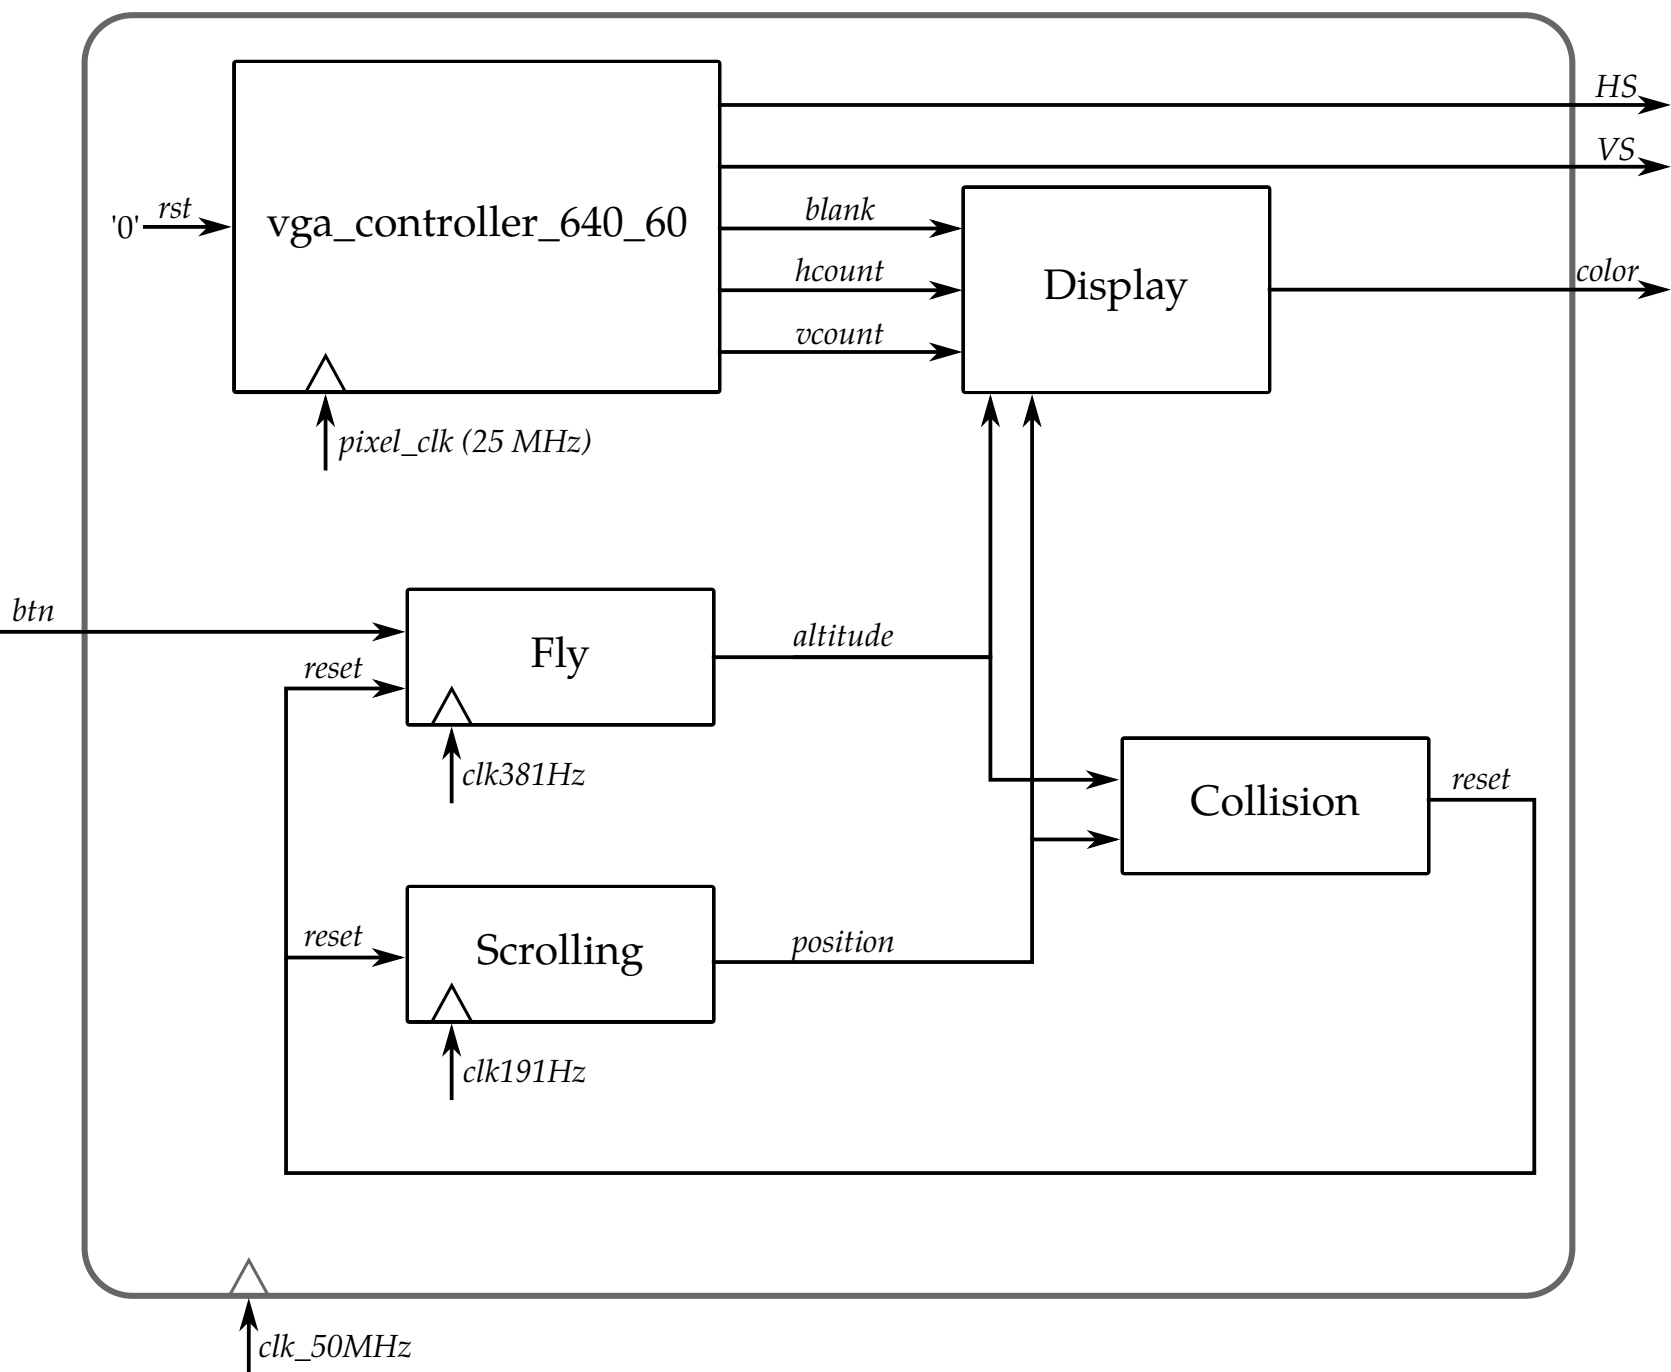 HS
VS
'0'
rst
vga_controller_640_60
blank
hcount
vcount
Display
color
pixel_clk (25 MHz)
btn
reset
Fly
altitude
clk381Hz
Collision
reset
reset
Scrolling
position
clk191Hz
clk_50MHz